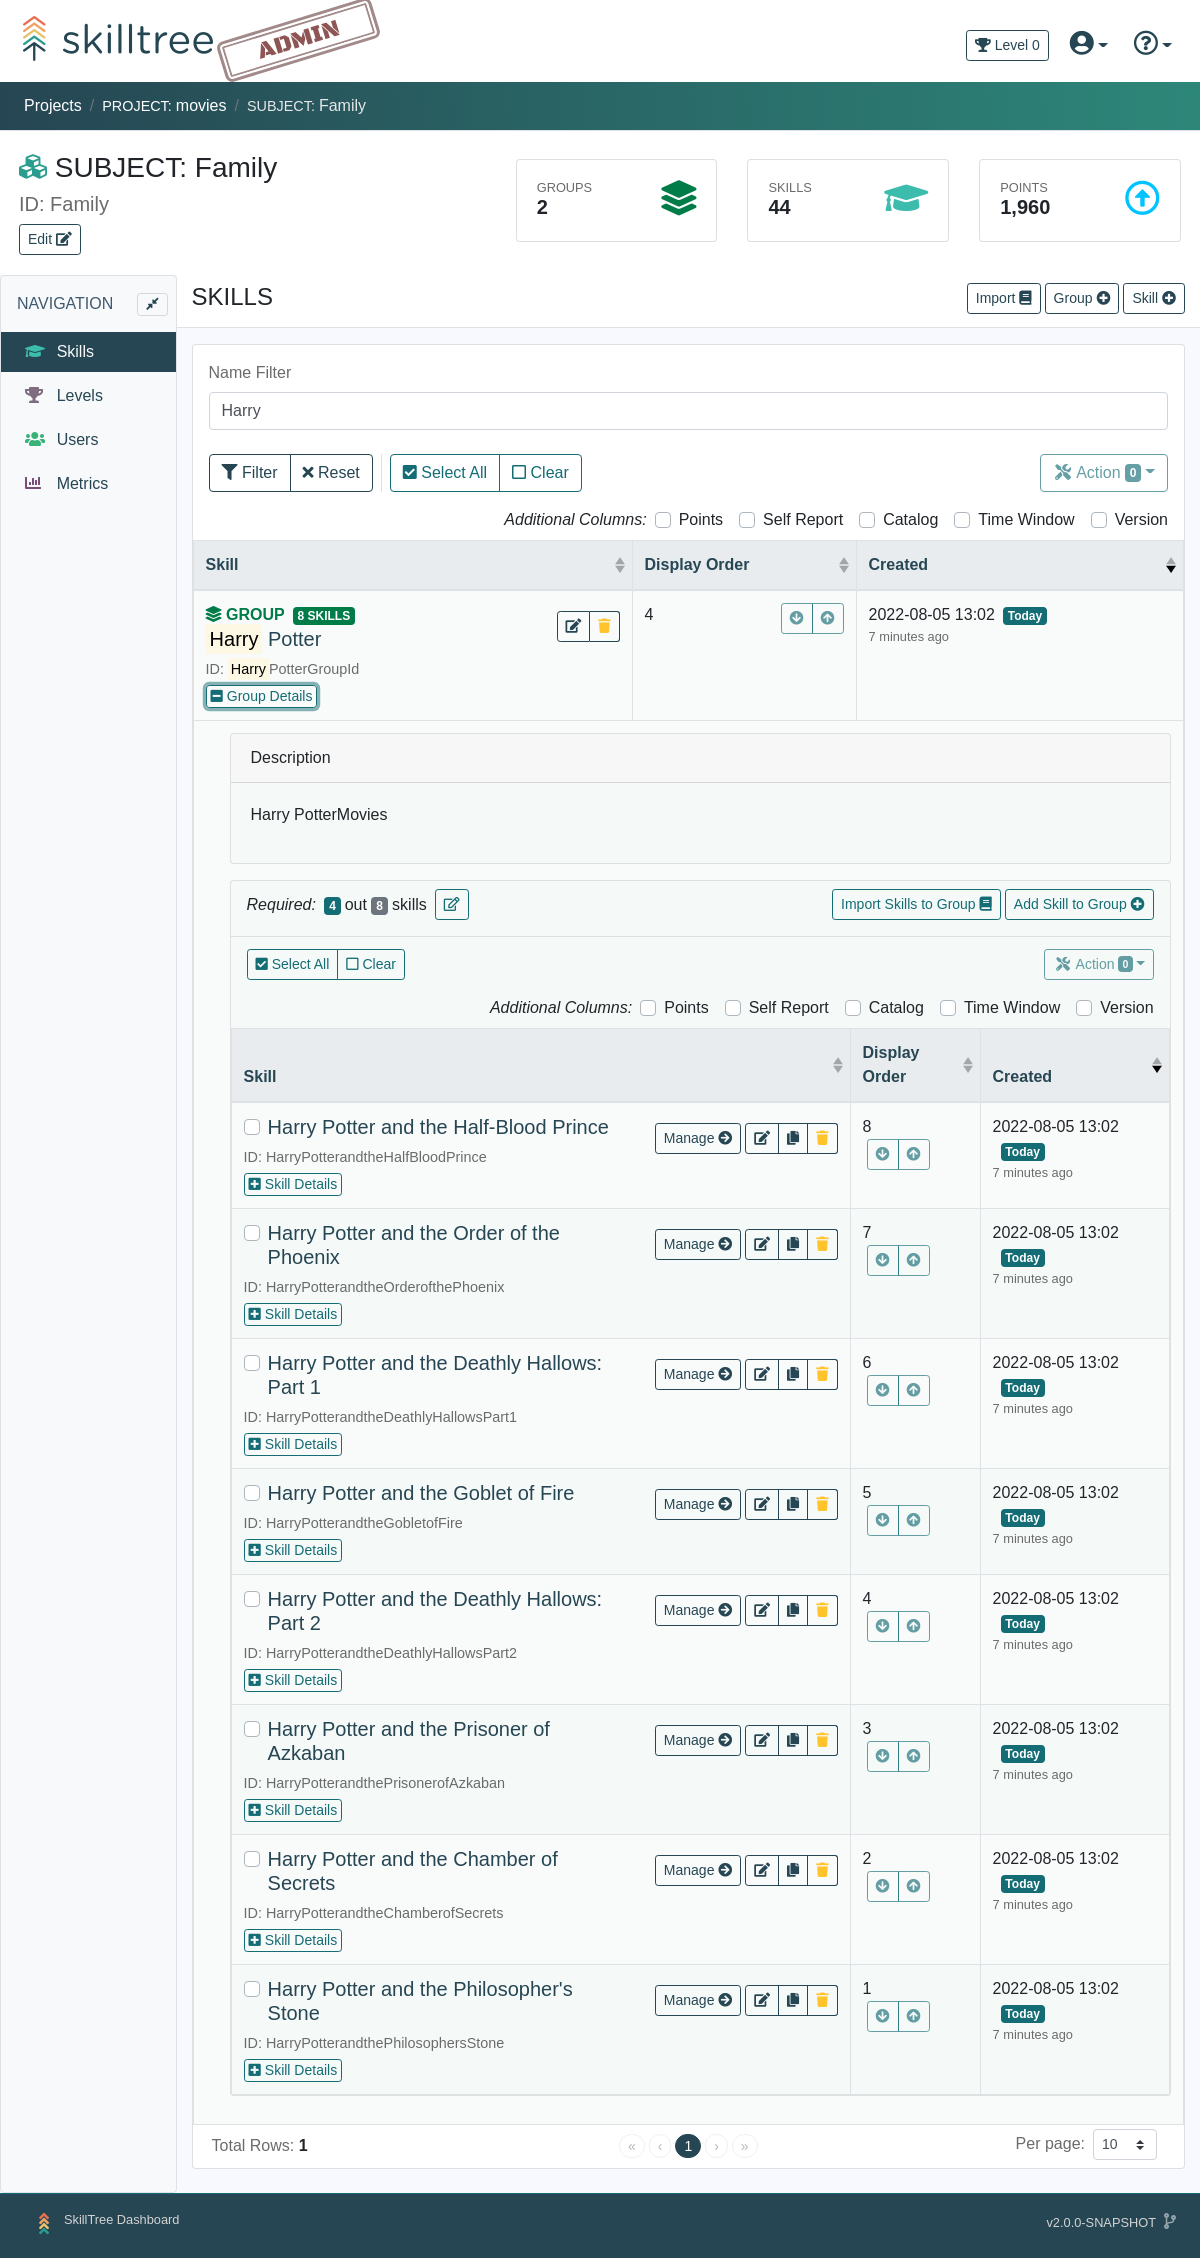 skilltree ADMIN
Level 0
Projects / PROJECT: movies / SUBJECT: Family
SUBJECT: Family
ID: Family
Edit
GROUPS
2
SKILLS
44
POINTS
1,960
NAVIGATION
Skills
Levels
Users
Metrics
SKILLS
Import Group Skill
Name Filter
Harry
Filter Reset Select All Clear Action 0
Additional Columns: Points Self Report Catalog Time Window Version
Skill Display Order Created
GROUP 8 SKILLS
Harry Potter
ID: HarryPotterGroupId
Group Details
4
2022-08-05 13:02 Today
7 minutes ago
Description
Harry PotterMovies
Required: 4 out 8 skills
Import Skills to Group Add Skill to Group
Select All Clear Action 0
Additional Columns: Points Self Report Catalog Time Window Version
Skill Display Order Created
Harry Potter and the Half-Blood Prince
ID: HarryPotterandtheHalfBloodPrince
Skill Details
Manage
8
2022-08-05 13:02
Today
7 minutes ago
Harry Potter and the Order of the
Phoenix
ID: HarryPotterandtheOrderofthePhoenix
Skill Details
Manage
7
2022-08-05 13:02
Today
7 minutes ago
Harry Potter and the Deathly Hallows:
Part 1
ID: HarryPotterandtheDeathlyHallowsPart1
Skill Details
Manage
6
2022-08-05 13:02
Today
7 minutes ago
Harry Potter and the Goblet of Fire
ID: HarryPotterandtheGobletofFire
Skill Details
Manage
5
2022-08-05 13:02
Today
7 minutes ago
Harry Potter and the Deathly Hallows:
Part 2
ID: HarryPotterandtheDeathlyHallowsPart2
Skill Details
Manage
4
2022-08-05 13:02
Today
7 minutes ago
Harry Potter and the Prisoner of
Azkaban
ID: HarryPotterandthePrisonerofAzkaban
Skill Details
Manage
3
2022-08-05 13:02
Today
7 minutes ago
Harry Potter and the Chamber of
Secrets
ID: HarryPotterandtheChamberofSecrets
Skill Details
Manage
2
2022-08-05 13:02
Today
7 minutes ago
Harry Potter and the Philosopher's
Stone
ID: HarryPotterandthePhilosophersStone
Skill Details
Manage
1
2022-08-05 13:02
Today
7 minutes ago
Total Rows: 1
« ‹ 1 › »
Per page: 10
SkillTree Dashboard
v2.0.0-SNAPSHOT